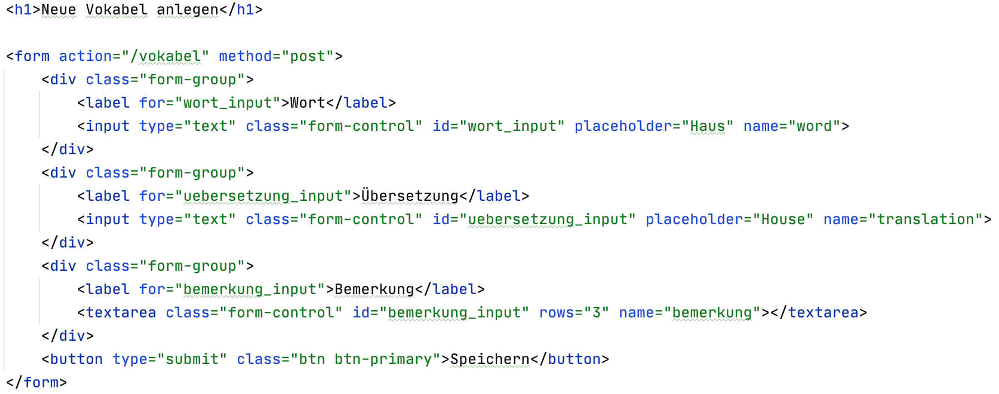 <h1>Neue Vokabel anlegen</h1>
<form action="/vokabel" method="post">
<div class="form-group">
<label for="wort_input">Wort</label>
<input type="text" class="form-control" id="wort_input" placeholder="Haus" name="word">
</div>
<div class="form-group">
<label for="uebersetzung_input">Übersetzung</label>
<input type="text" class="form-control" id="uebersetzung_input" placeholder="House" name="translation">
</div>
<div class="form-group">
<label for="bemerkung_input">Bemerkung</label>
<textarea class="form-control" id="bemerkung_input" rows="3" name="bemerkung"></textarea>
</div>
<button type="submit" class="btn btn-primary">Speichern</button>
</form>